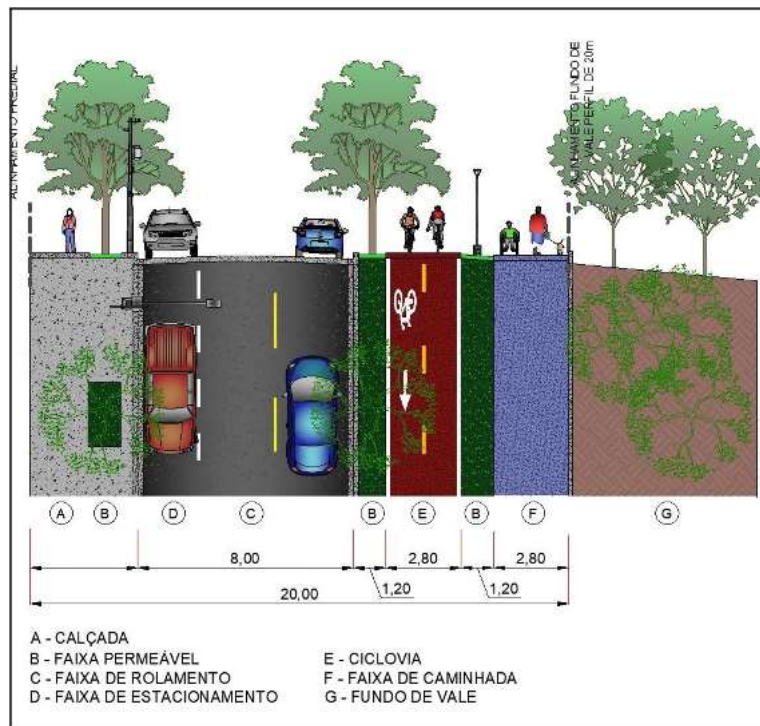 ALINHAMENTO PREDIAL
ALINHAMENTO FUNDO DE
VALE PERFIL DE 20m
A B D C B E B F G
8,00 2,80 2,80
1,20 1,20
20,00
A - CALÇADA
B - FAIXA PERMEÁVEL
C - FAIXA DE ROLAMENTO
D - FAIXA DE ESTACIONAMENTO
E - CICLOVIA
F - FAIXA DE CAMINHADA
G - FUNDO DE VALE